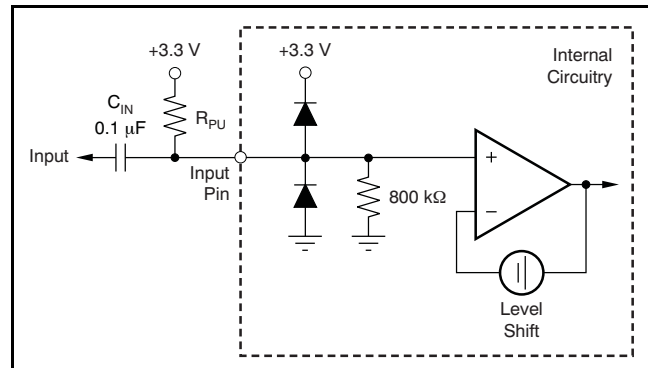 +3.3 V
+3.3 V
Internal
Circuitry
C_IN
0.1 μF
R_PU
Input
Input
Pin
+
−
800 kΩ
Level
Shift